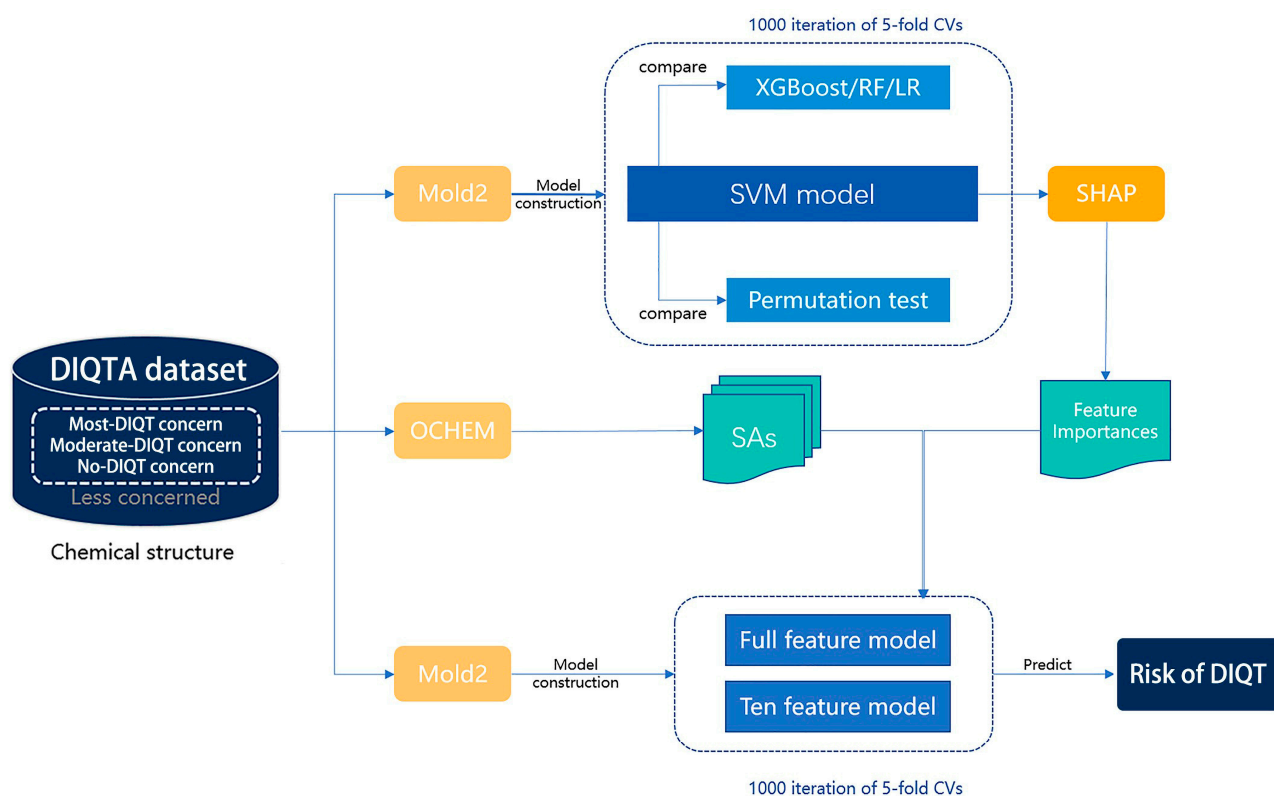 1000 iteration of 5-fold CVs
compare
XGBoost/RF/LR
Mold2
Model
construction
SVM model
SHAP
Permutation test
compare
DIQTA dataset
Most-DIQT concern
Moderate-DIQT concern
No-DIQT concern
Less concerned
Chemical structure
OCHEM
SAs
Feature
Importances
Mold2
Model
construction
Full feature model
Ten feature model
Predict
Risk of DIQT
1000 iteration of 5-fold CVs